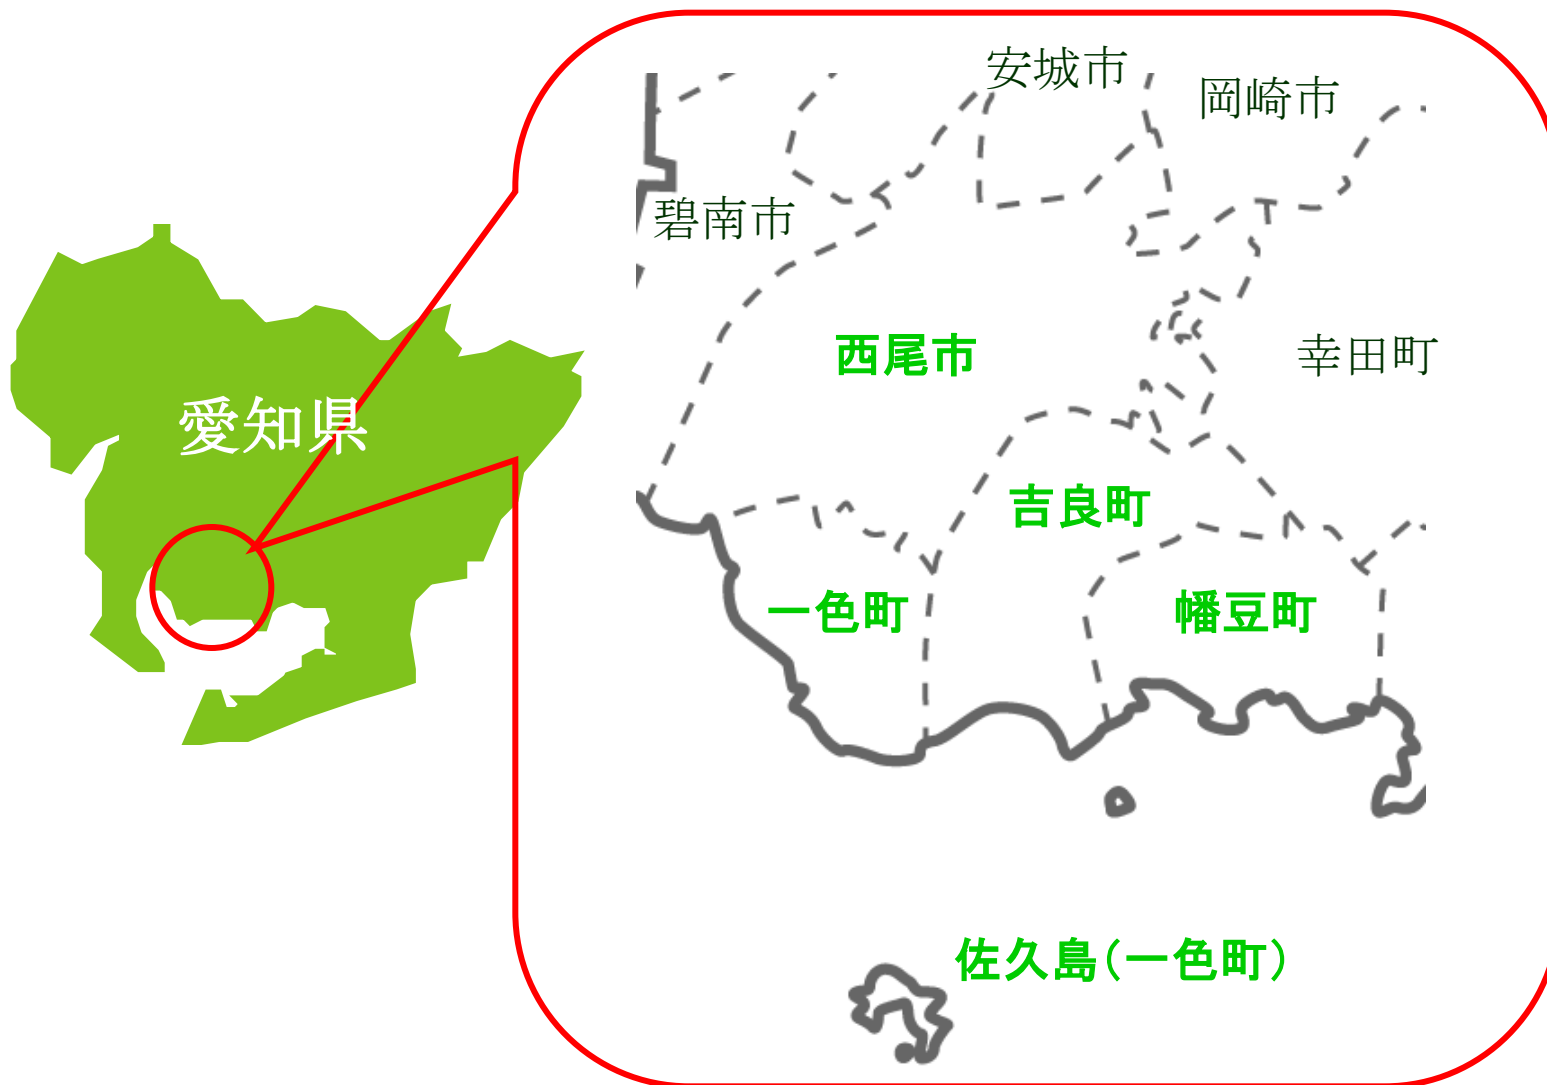 安城市
岡崎市
碧南市
西尾市
幸田町
愛知県
吉良町
一色町
幡豆町
佐久島(一色町)